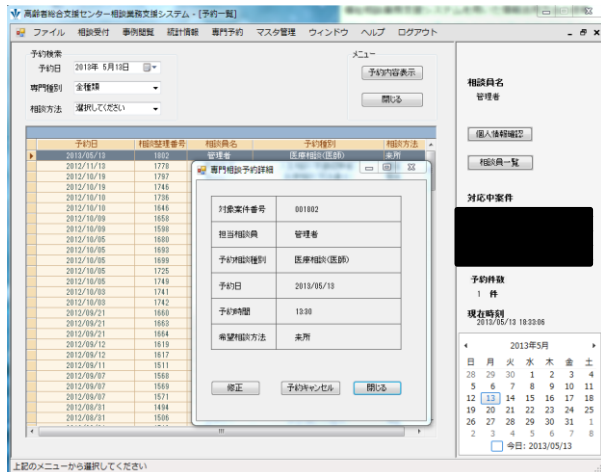 高齢者総合支援センター相談業務支援システム - [予約一覧]
ファイル 相談受付 事例閲覧 統計情報 専門予約 マスタ管理 ウィンドウ ヘルプ ログアウト
予約検索
予約日 2013年 5月13日
専門種別 全種類
相談方法 選択してください
メニュー
予約内容表示
閉じる
予約日 相談整理番号 相談員名 予約種別 相談方法
2013/05/13 1802 管理者 医療相談(医師) 来所
2012/11/13 1778
2012/10/19 1797
2012/10/19 1746
2012/10/10 1736
2012/10/10 1646
2012/10/09 1658
2012/10/09 1598
2012/10/05 1680
2012/10/05 1693
2012/10/05 1699
2012/10/05 1725
2012/10/05 1749
2012/10/03 1741
2012/10/03 1742
2012/09/21 1660
2012/09/21 1663
2012/09/21 1664
2012/09/12 1619
2012/09/12 1617
2012/09/11 1511
2012/09/07 1568
2012/09/07 1569
2012/09/07 1571
2012/08/31 1494
2012/08/31 1506
専門相談予約詳細
対象案件番号 001802
担当相談員 管理者
予約相談種別 医療相談(医師)
予約日 2013/05/13
予約時間 13:30
希望相談方法 来所
修正 予約キャンセル 閉じる
相談員名
管理者
個人情報確認
相談員一覧
対応中案件
予約件数
1 件
現在時刻
2013/05/13 18:33:06
2013年5月
日 月 火 水 木 金 土
28 29 30 1 2 3 4
5 6 7 8 9 10 11
12 13 14 15 16 17 18
19 20 21 22 23 24 25
26 27 28 29 30 31 1
2 3 4 5 6 7 8
今日: 2013/05/13
上記のメニューから選択してください